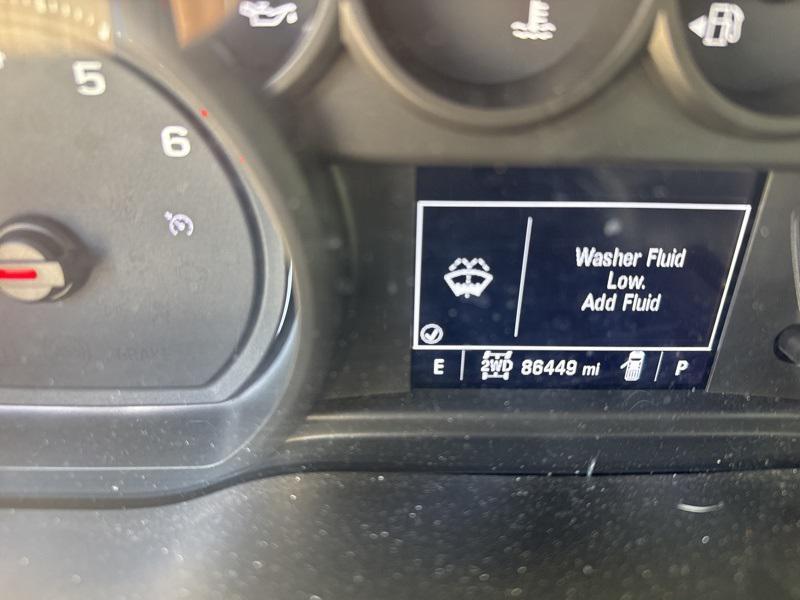 5
6
Washer Fluid
Low.
Add Fluid
E 2WD 86449 mi P